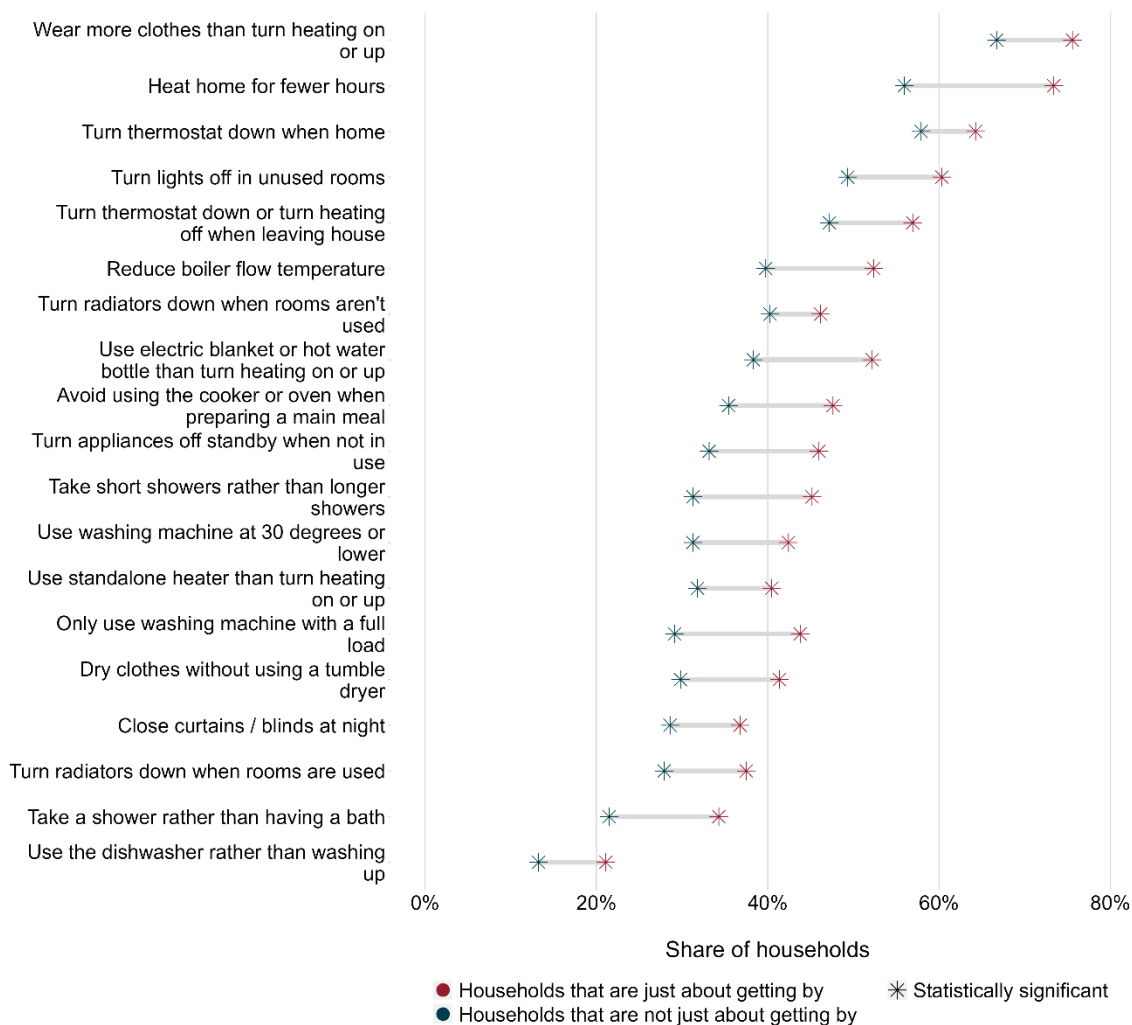 Wear more clothes than turn heating on
or up
Heat home for fewer hours
Turn thermostat down when home
Turn lights off in unused rooms
Turn thermostat down or turn heating
off when leaving house
Reduce boiler flow temperature
Turn radiators down when rooms aren't
used
Use electric blanket or hot water
bottle than turn heating on or up
Avoid using the cooker or oven when
preparing a main meal
Turn appliances off standby when not in
use
Take short showers rather than longer
showers
Use washing machine at 30 degrees or
lower
Use standalone heater than turn heating
on or up
Only use washing machine with a full
load
Dry clothes without using a tumble
dryer
Close curtains / blinds at night
Turn radiators down when rooms are used
Take a shower rather than having a bath
Use the dishwasher rather than washing
up
0% 20% 40% 60% 80%
Share of households
Households that are just about getting by Statistically significant
Households that are not just about getting by